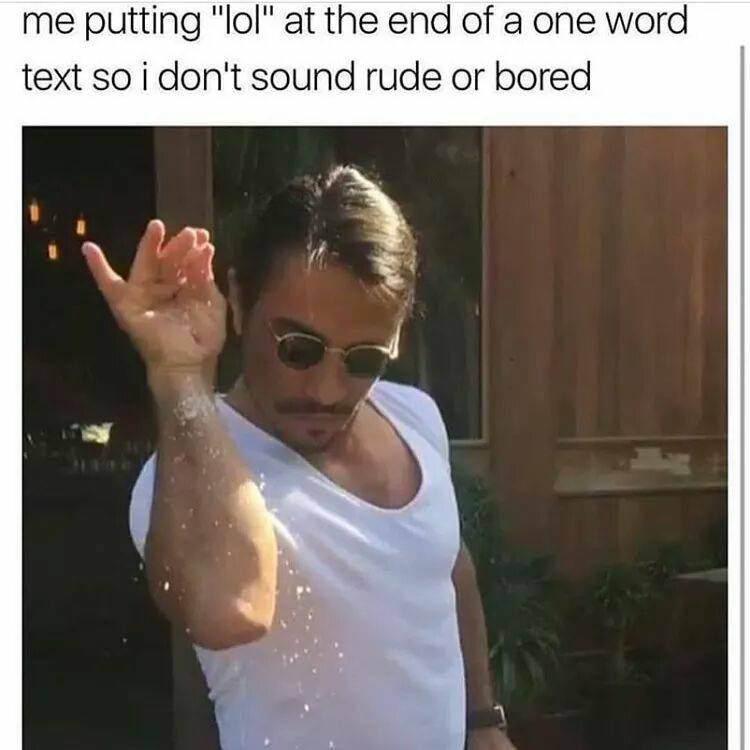 me putting "lol" at the end of a one word
text so i don't sound rude or bored